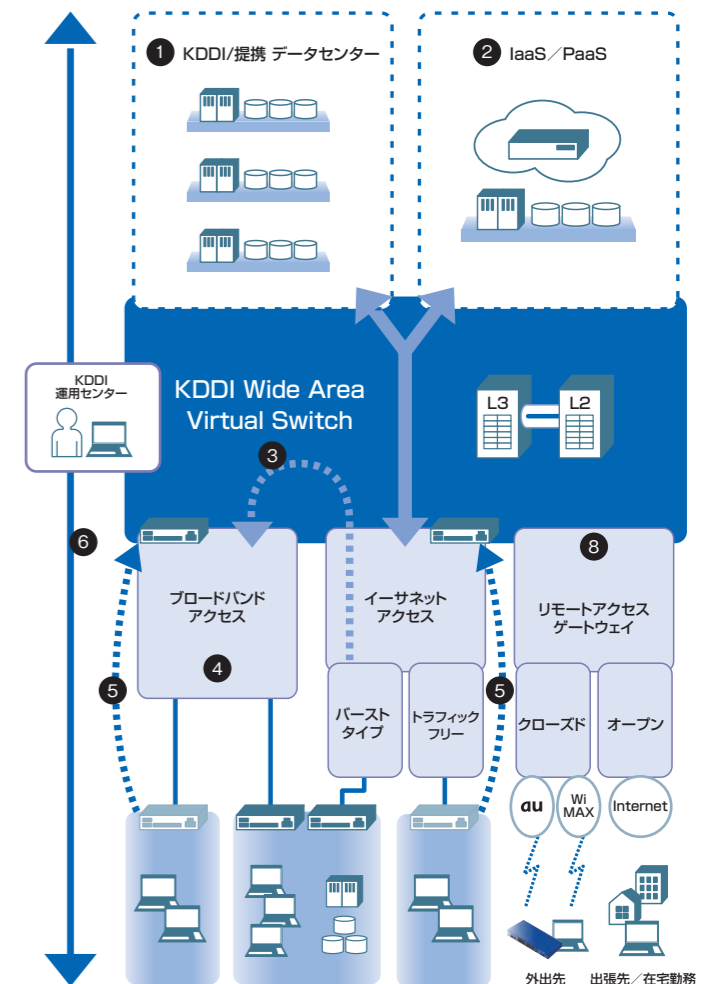 1 KDDI/提携 データセンター
2 IaaS/PaaS
KDDI
運用センター
KDDI Wide Area
Virtual Switch
L3
L2
3
6
8
ブロードバンド
アクセス
イーサネット
アクセス
リモートアクセス
ゲートウェイ
4
5
5
バースト
タイプ
トラフィック
フリー
クローズド
オープン
au
Wi
MAX
Internet
外出先
出張先/在宅勤務